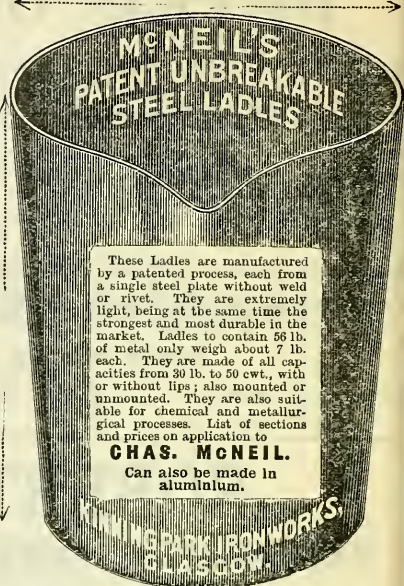 McNEIL'S
PATENT UNBREAKABLE
STEEL LADLES
These Ladles are manufactured
by a patented process, each from
a single steel plate without weld
or rivet. They are extremely
light, being at the same time the
strongest and most durable in the
market. Ladles to contain 56 lb.
of metal only weigh about 7 lb.
each. They are made of all cap-
acities from 30 lb. to 50 cwt., with
or without lips; also mounted or
unmounted. They are also suit-
able for chemical and metallur-
gical processes. List of sections
and prices on application to
CHAS. McNEIL.
Can also be made in
aluminium.
KINNING PARK IRONWORKS,
GLASGOW.